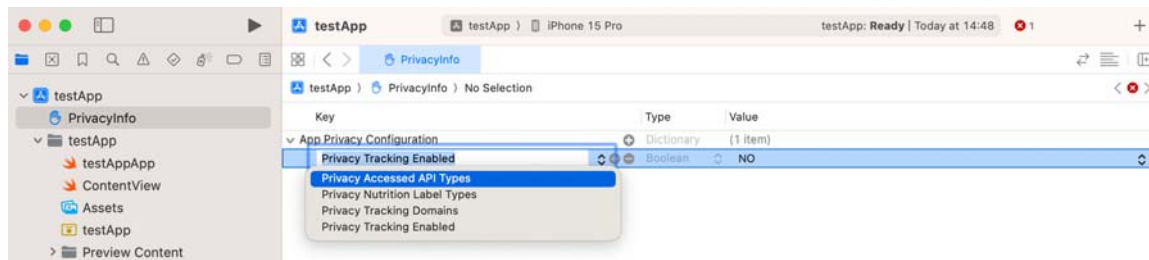 testApp
testApp 〉 iPhone 15 Pro
testApp: Ready | Today at 14:48
1
PrivacyInfo
testApp 〉 PrivacyInfo 〉 No Selection
testApp
PrivacyInfo
testApp
testAppApp
ContentView
Assets
testApp
Preview Content
Key Type Value
App Privacy Configuration Dictionary (1 item)
Privacy Tracking Enabled Boolean NO
Privacy Accessed API Types
Privacy Nutrition Label Types
Privacy Tracking Domains
Privacy Tracking Enabled